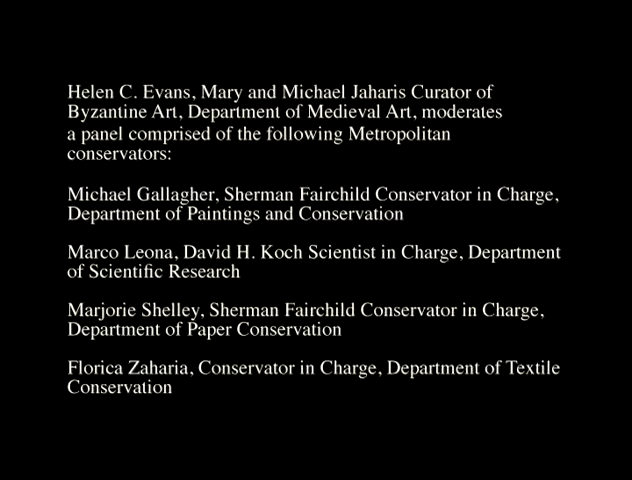 Helen C. Evans, Mary and Michael Jaharis Curator of
Byzantine Art, Department of Medieval Art, moderates
a panel comprised of the following Metropolitan
conservators:
Michael Gallagher, Sherman Fairchild Conservator in Charge,
Department of Paintings and Conservation
Marco Leona, David H. Koch Scientist in Charge, Department
of Scientific Research
Marjorie Shelley, Sherman Fairchild Conservator in Charge,
Department of Paper Conservation
Florica Zaharia, Conservator in Charge, Department of Textile
Conservation